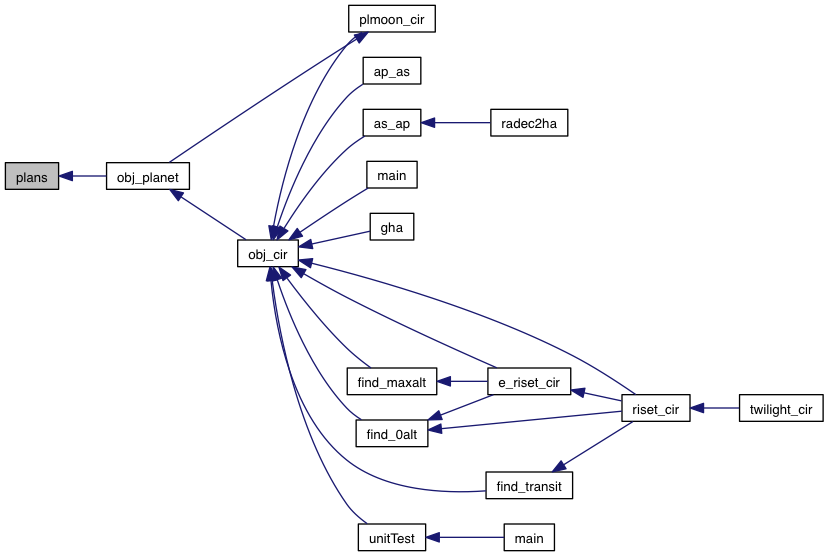 plmoon_cir
ap_as
as_ap
radec2ha
main
plans
obj_planet
gha
obj_cir
find_maxalt
e_riset_cir
riset_cir
twilight_cir
find_0alt
find_transit
unitTest
main